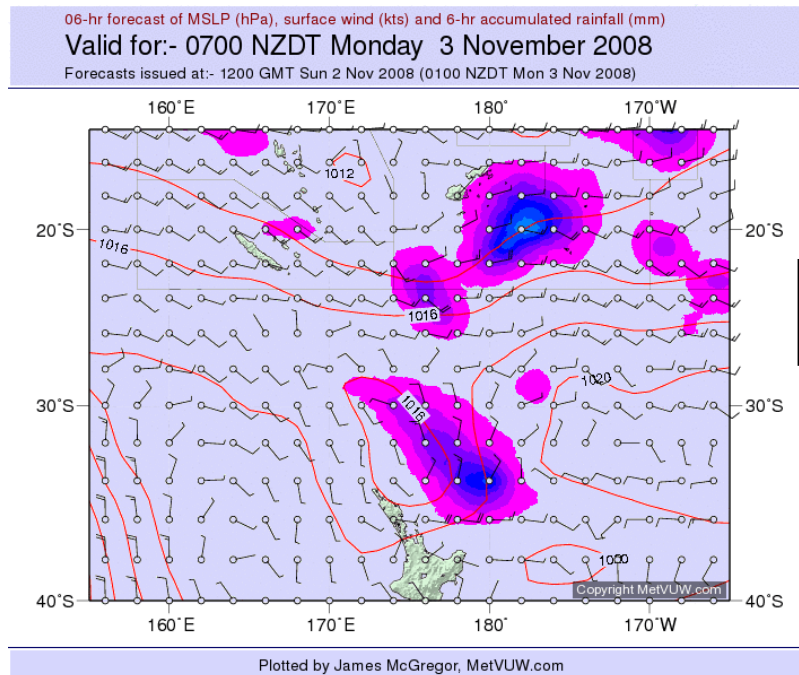 06-hr forecast of MSLP (hPa), surface wind (kts) and 6-hr accumulated rainfall (mm)
Valid for:- 0700 NZDT Monday 3 November 2008
Forecasts issued at:- 1200 GMT Sun 2 Nov 2008 (0100 NZDT Mon 3 Nov 2008)
160°E 170°E 180° 170°W
1012
20°S 20°S
1016
1016
1020
30°S 30°S
1016
Copyright MetVUW.com
40°S 40°S
160°E 170°E 180° 170°W
Plotted by James McGregor, MetVUW.com